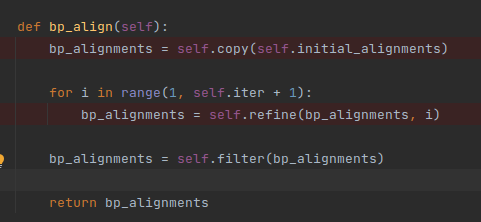 def bp_align(self):
bp_alignments = self.copy(self.initial_alignments)
for i in range(1, self.iter + 1):
bp_alignments = self.refine(bp_alignments, i)
bp_alignments = self.filter(bp_alignments)
return bp_alignments